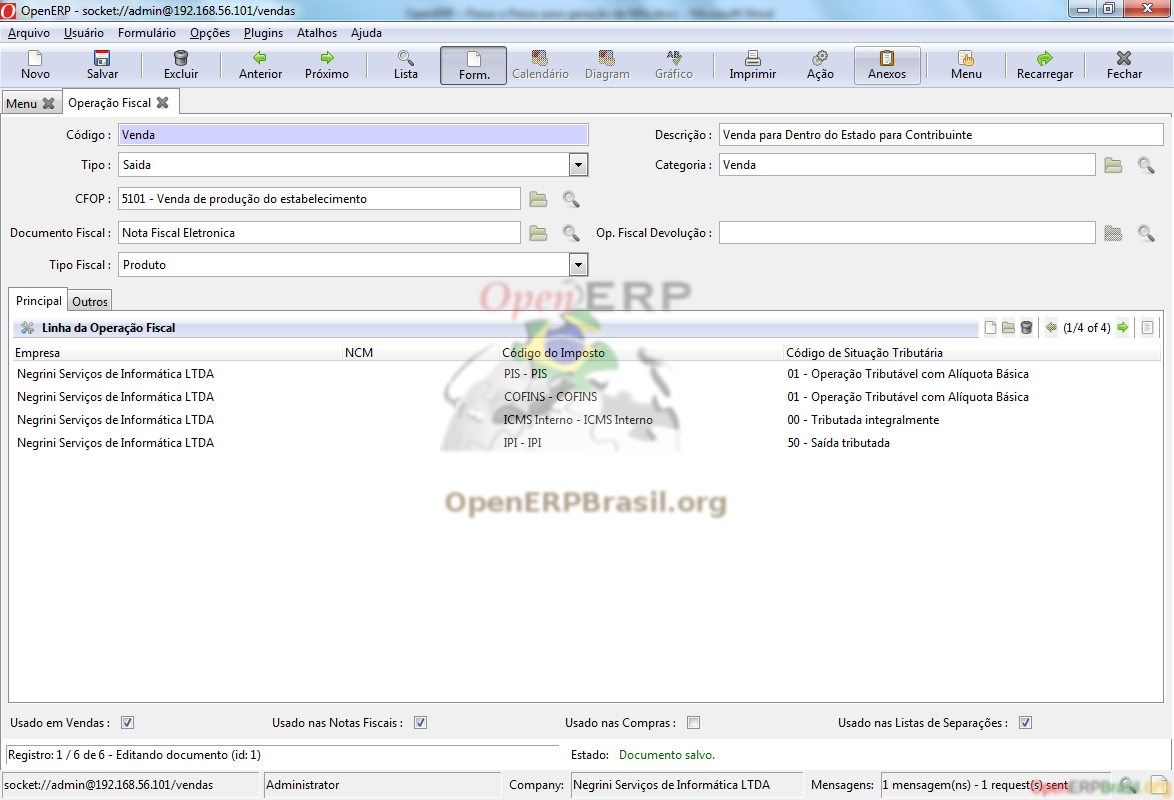 OpenERP - socket://admin@192.168.56.101/vendas
Arquivo Usuário Formulário Opções Plugins Atalhos Ajuda
Novo Salvar Excluir Anterior Próximo Lista Form. Calendário Diagram Gráfico Imprimir Ação Anexos Menu Recarregar Fechar
Menu Operação Fiscal
Código : Venda Descrição : Venda para Dentro do Estado para Contribuinte
Tipo : Saida Categoria : Venda
CFOP : 5101 - Venda de produção do estabelecimento
Documento Fiscal : Nota Fiscal Eletronica Op. Fiscal Devolução :
Tipo Fiscal : Produto
OpenERP
Principal Outros
Linha da Operação Fiscal (1/4 of 4)
Empresa NCM Código do Imposto Código de Situação Tributária
Negrini Serviços de Informática LTDA PIS - PIS 01 - Operação Tributável com Alíquota Básica
Negrini Serviços de Informática LTDA COFINS - COFINS 01 - Operação Tributável com Alíquota Básica
Negrini Serviços de Informática LTDA ICMS Interno - ICMS Interno 00 - Tributada integralmente
Negrini Serviços de Informática LTDA IPI - IPI 50 - Saída tributada
OpenERPBrasil.org
Usado em Vendas : Usado nas Notas Fiscais : Usado nas Compras : Usado nas Listas de Separações :
Registro: 1 / 6 de 6 - Editando documento (id: 1) Estado: Documento salvo.
socket://admin@192.168.56.101/vendas Administrator Company: Negrini Serviços de Informática LTDA Mensagens: 1 mensagem(ns) - 1 request(s) sent
OpenERPBrasil.org